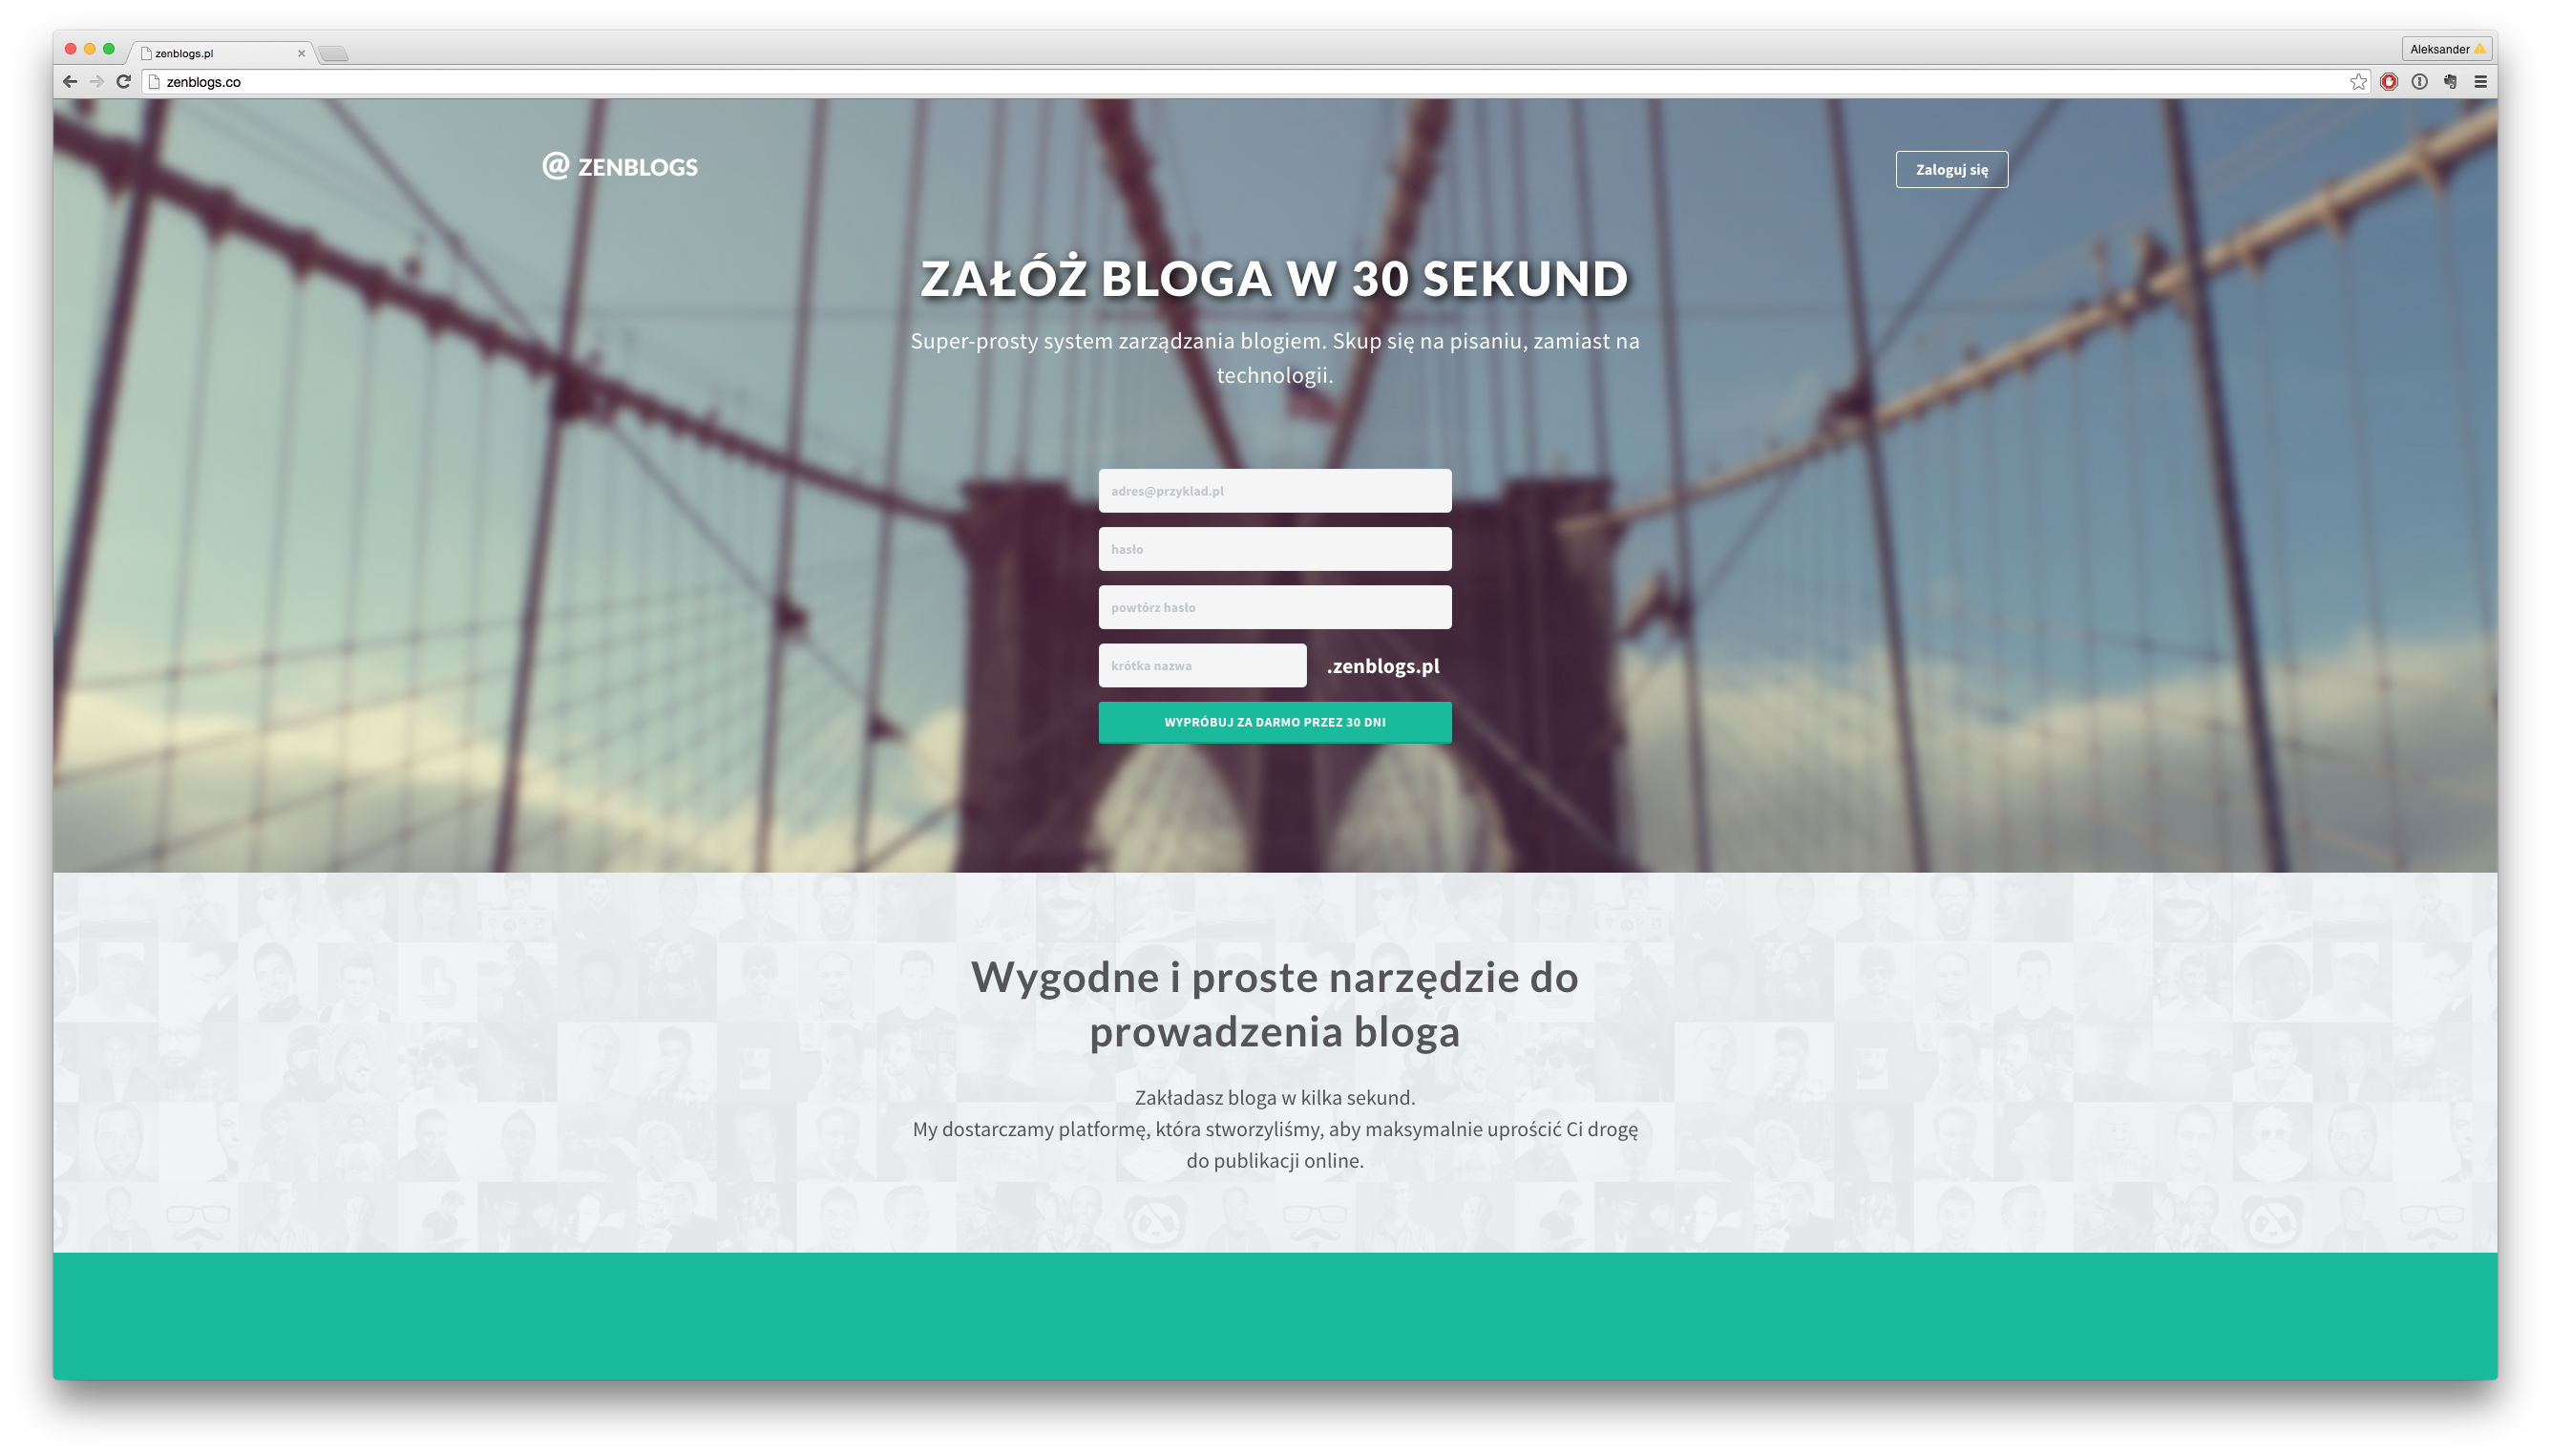 zenblogs.pl
Aleksander
zenblogs.co
@ ZENBLOGS
Zaloguj się
ZAŁÓŻ BLOGA W 30 SEKUND
Super-prosty system zarządzania blogiem. Skup się na pisaniu, zamiast na
technologii.
adres@przyklad.pl
hasło
powtórz hasło
krótka nazwa
.zenblogs.pl
WYPRÓBUJ ZA DARMO PRZEZ 30 DNI
Wygodne i proste narzędzie do
prowadzenia bloga
Zakładasz bloga w kilka sekund.
My dostarczamy platformę, która stworzyliśmy, aby maksymalnie uprościć Ci drogę
do publikacji online.